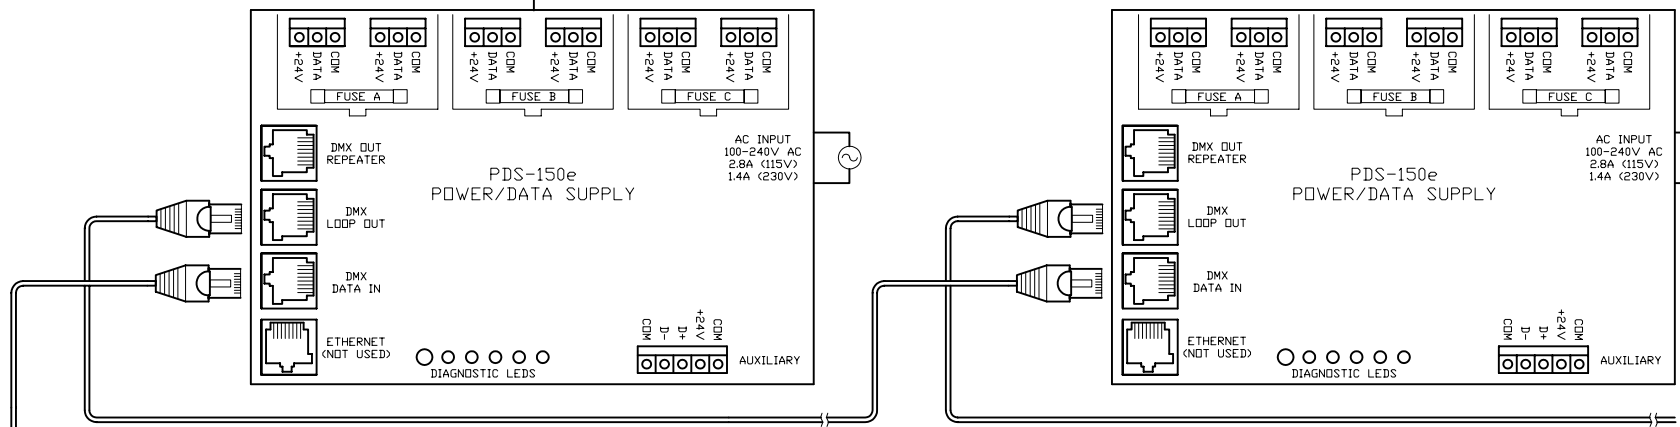 +24V DATA COM +24V DATA COM +24V DATA COM +24V DATA COM +24V DATA COM +24V DATA COM
FUSE A FUSE B FUSE C
DMX OUT
REPEATER
AC INPUT
100-240V AC
2.8A (115V)
1.4A (230V)
PDS-150e
POWER/DATA SUPPLY
DMX
LOOP OUT
DMX
DATA IN
ETHERNET
(NOT USED)
DIAGNOSTIC LEDS
COM D- D+ +24V COM
AUXILIARY
+24V DATA COM +24V DATA COM +24V DATA COM +24V DATA COM +24V DATA COM +24V DATA COM
FUSE A FUSE B FUSE C
DMX OUT
REPEATER
AC INPUT
100-240V AC
2.8A (115V)
1.4A (230V)
PDS-150e
POWER/DATA SUPPLY
DMX
LOOP OUT
DMX
DATA IN
ETHERNET
(NOT USED)
DIAGNOSTIC LEDS
COM D- D+ +24V COM
AUXILIARY